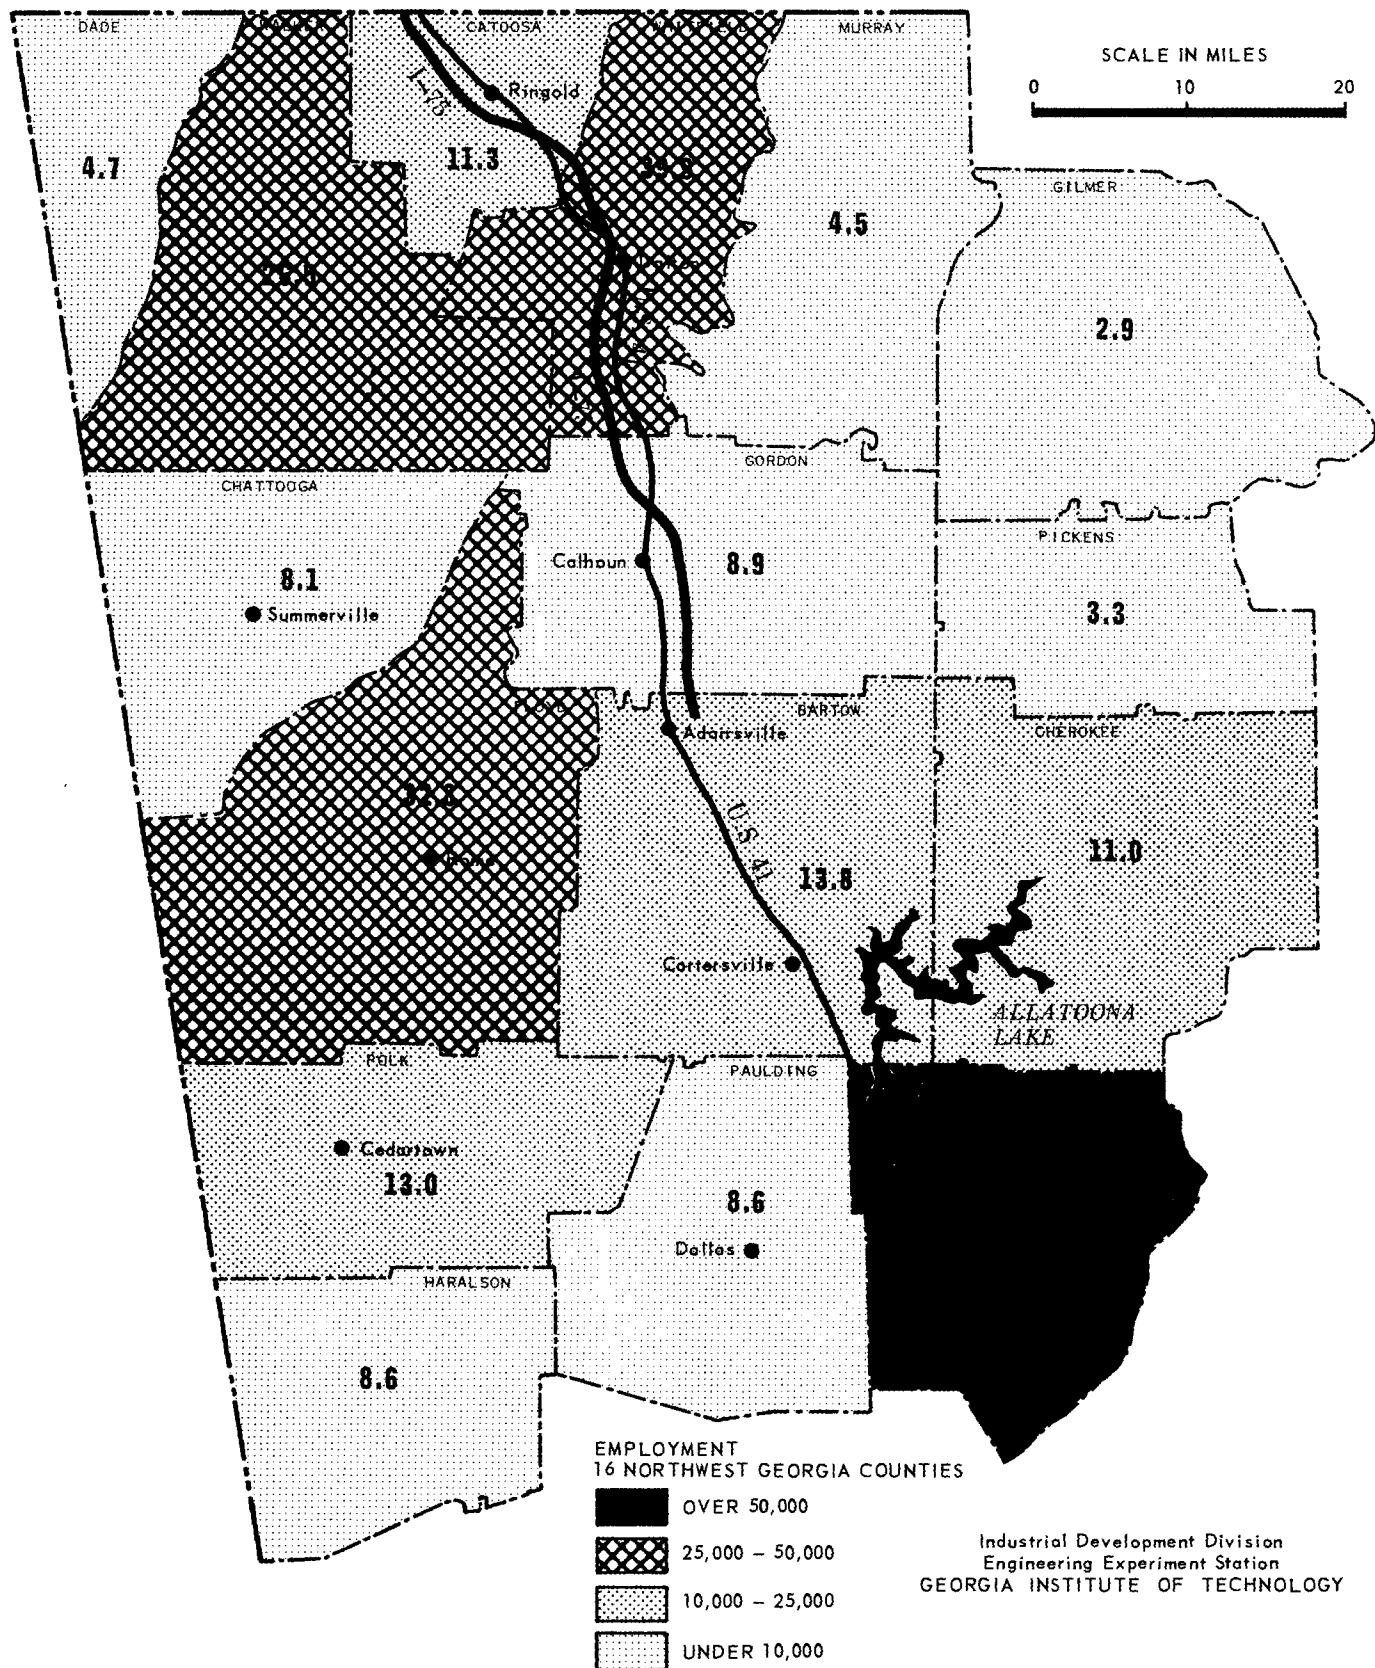 DADE
CATOOSA
MURRAY
SCALE IN MILES
0 10 20
I-75
Ringold
4.7
11.3
GILMER
4.5
2.9
GORDON
CHATTOOGA
PICKENS
Calhoun
8.9
8.1
Summerville
3.3
FLOYD
BARTOW
CHEROKEE
Adairsville
U S 41
11.0
13.8
Rome
Cartersville
ALLATOONA
LAKE
POLK
PAULDING
Cedartown
13.0
8.6
Dallas
HARALSON
8.6
EMPLOYMENT
16 NORTHWEST GEORGIA COUNTIES
OVER 50,000
25,000 – 50,000
10,000 – 25,000
UNDER 10,000
Industrial Development Division
Engineering Experiment Station
GEORGIA INSTITUTE OF TECHNOLOGY